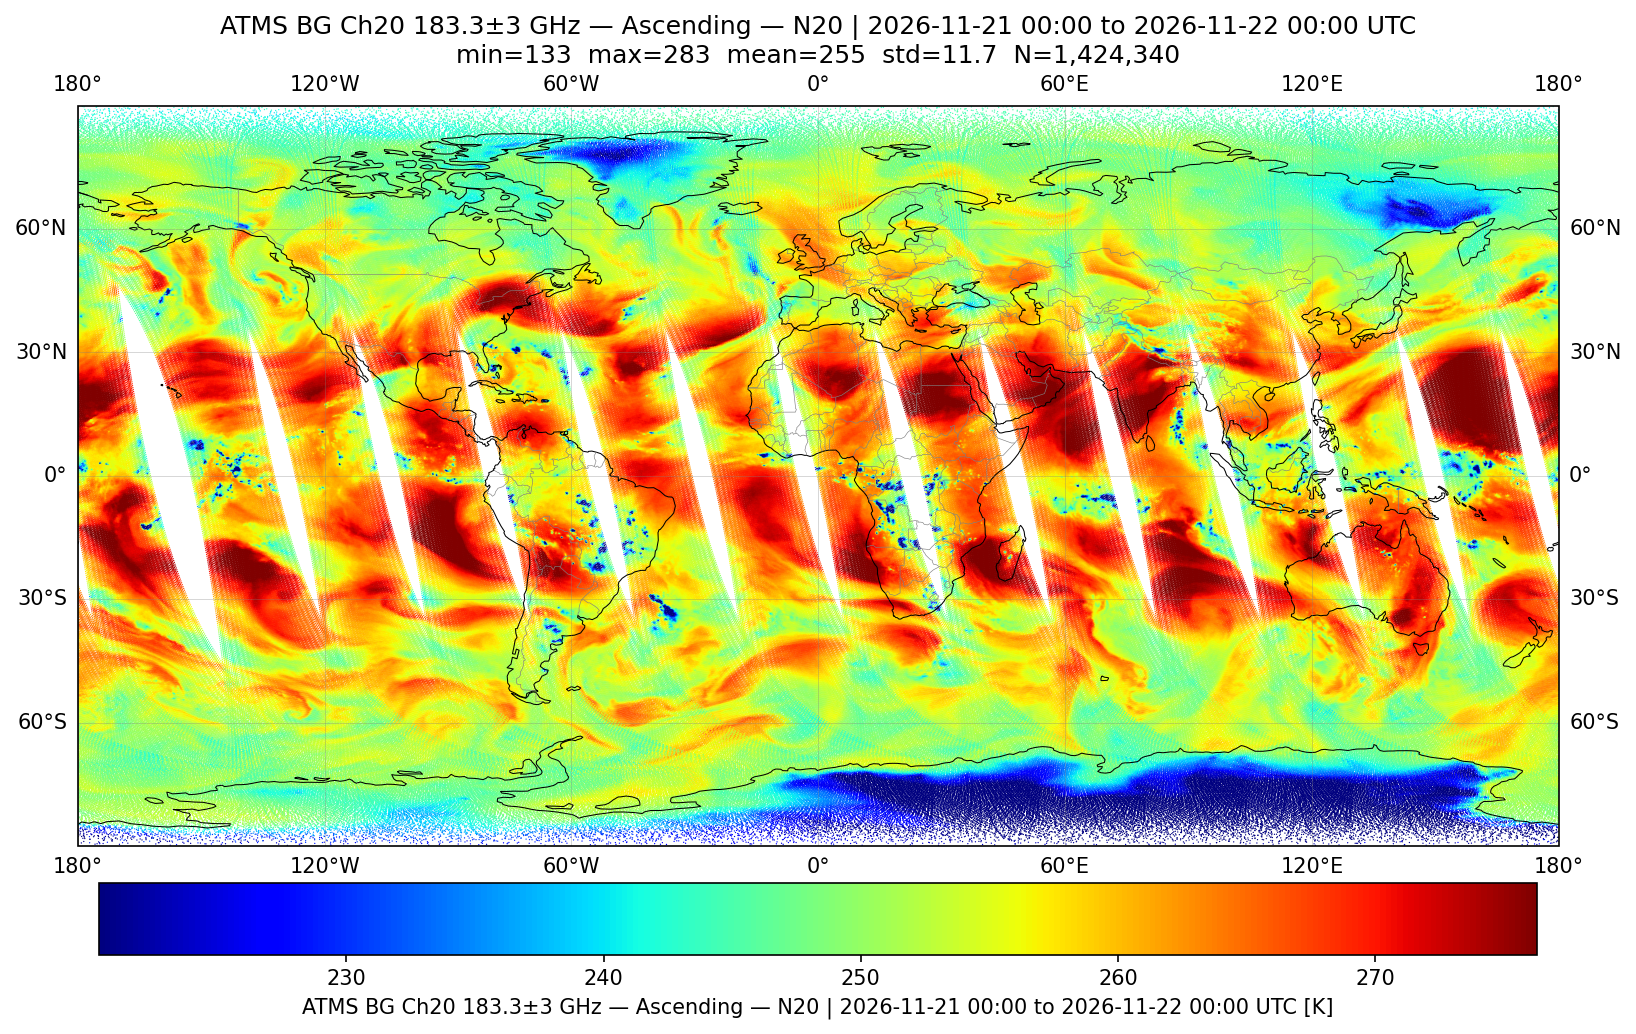 ATMS BG Ch20 183.3±3 GHz — Ascending — N20 | 2026-11-21 00:00 to 2026-11-22 00:00 UTC
min=133 max=283 mean=255 std=11.7 N=1,424,340
180° 120°W 60°W 0° 60°E 120°E 180°
60°N 60°N
30°N 30°N
0° 0°
30°S 30°S
60°S 60°S
180° 120°W 60°W 0° 60°E 120°E 180°
230 240 250 260 270
ATMS BG Ch20 183.3±3 GHz — Ascending — N20 | 2026-11-21 00:00 to 2026-11-22 00:00 UTC [K]